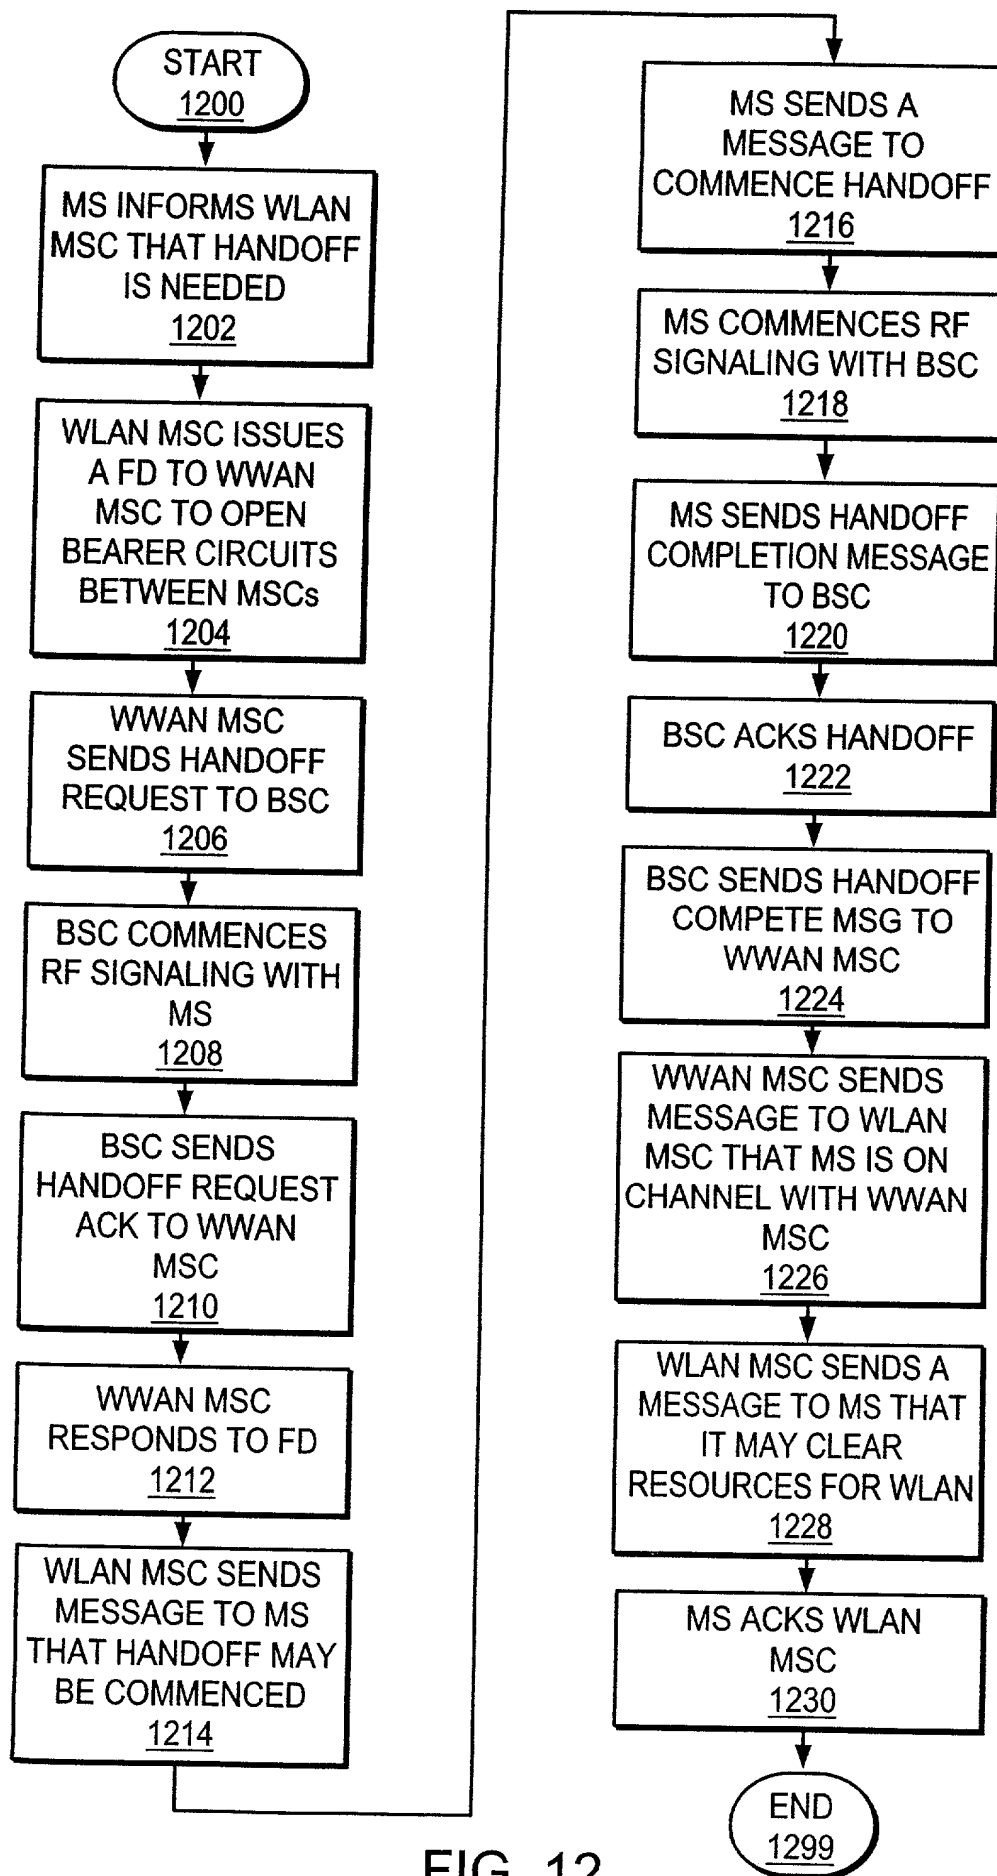 START
1200
MS INFORMS WLAN
MSC THAT HANDOFF
IS NEEDED
1202
WLAN MSC ISSUES
A FD TO WWAN
MSC TO OPEN
BEARER CIRCUITS
BETWEEN MSCs
1204
WWAN MSC
SENDS HANDOFF
REQUEST TO BSC
1206
BSC COMMENCES
RF SIGNALING WITH
MS
1208
BSC SENDS
HANDOFF REQUEST
ACK TO WWAN
MSC
1210
WWAN MSC
RESPONDS TO FD
1212
WLAN MSC SENDS
MESSAGE TO MS
THAT HANDOFF MAY
BE COMMENCED
1214
MS SENDS A
MESSAGE TO
COMMENCE HANDOFF
1216
MS COMMENCES RF
SIGNALING WITH BSC
1218
MS SENDS HANDOFF
COMPLETION MESSAGE
TO BSC
1220
BSC ACKS HANDOFF
1222
BSC SENDS HANDOFF
COMPETE MSG TO
WWAN MSC
1224
WWAN MSC SENDS
MESSAGE TO WLAN
MSC THAT MS IS ON
CHANNEL WITH WWAN
MSC
1226
WLAN MSC SENDS A
MESSAGE TO MS THAT
IT MAY CLEAR
RESOURCES FOR WLAN
1228
MS ACKS WLAN
MSC
1230
END
1299
FIG. 12